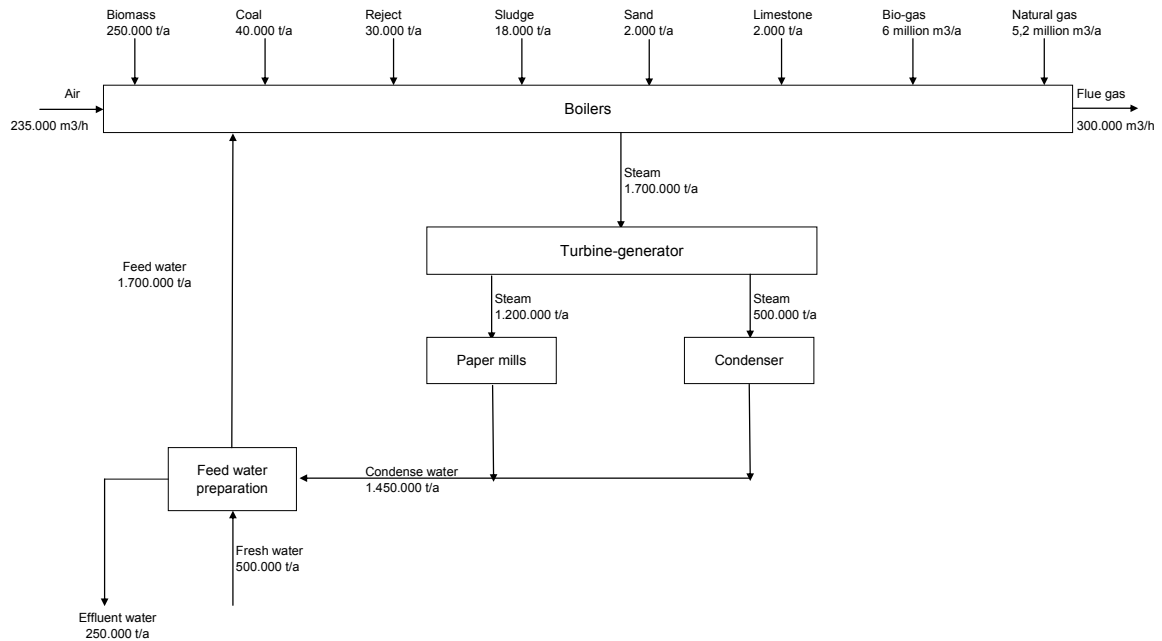 Biomass
250.000 t/a
Coal
40.000 t/a
Reject
30.000 t/a
Sludge
18.000 t/a
Sand
2.000 t/a
Limestone
2.000 t/a
Bio-gas
6 million m3/a
Natural gas
5,2 million m3/a
Air
235.000 m3/h
Boilers
Flue gas
300.000 m3/h
Steam
1.700.000 t/a
Turbine-generator
Feed water
1.700.000 t/a
Steam
1.200.000 t/a
Steam
500.000 t/a
Paper mills
Condenser
Feed water
preparation
Condense water
1.450.000 t/a
Fresh water
500.000 t/a
Effluent water
250.000 t/a